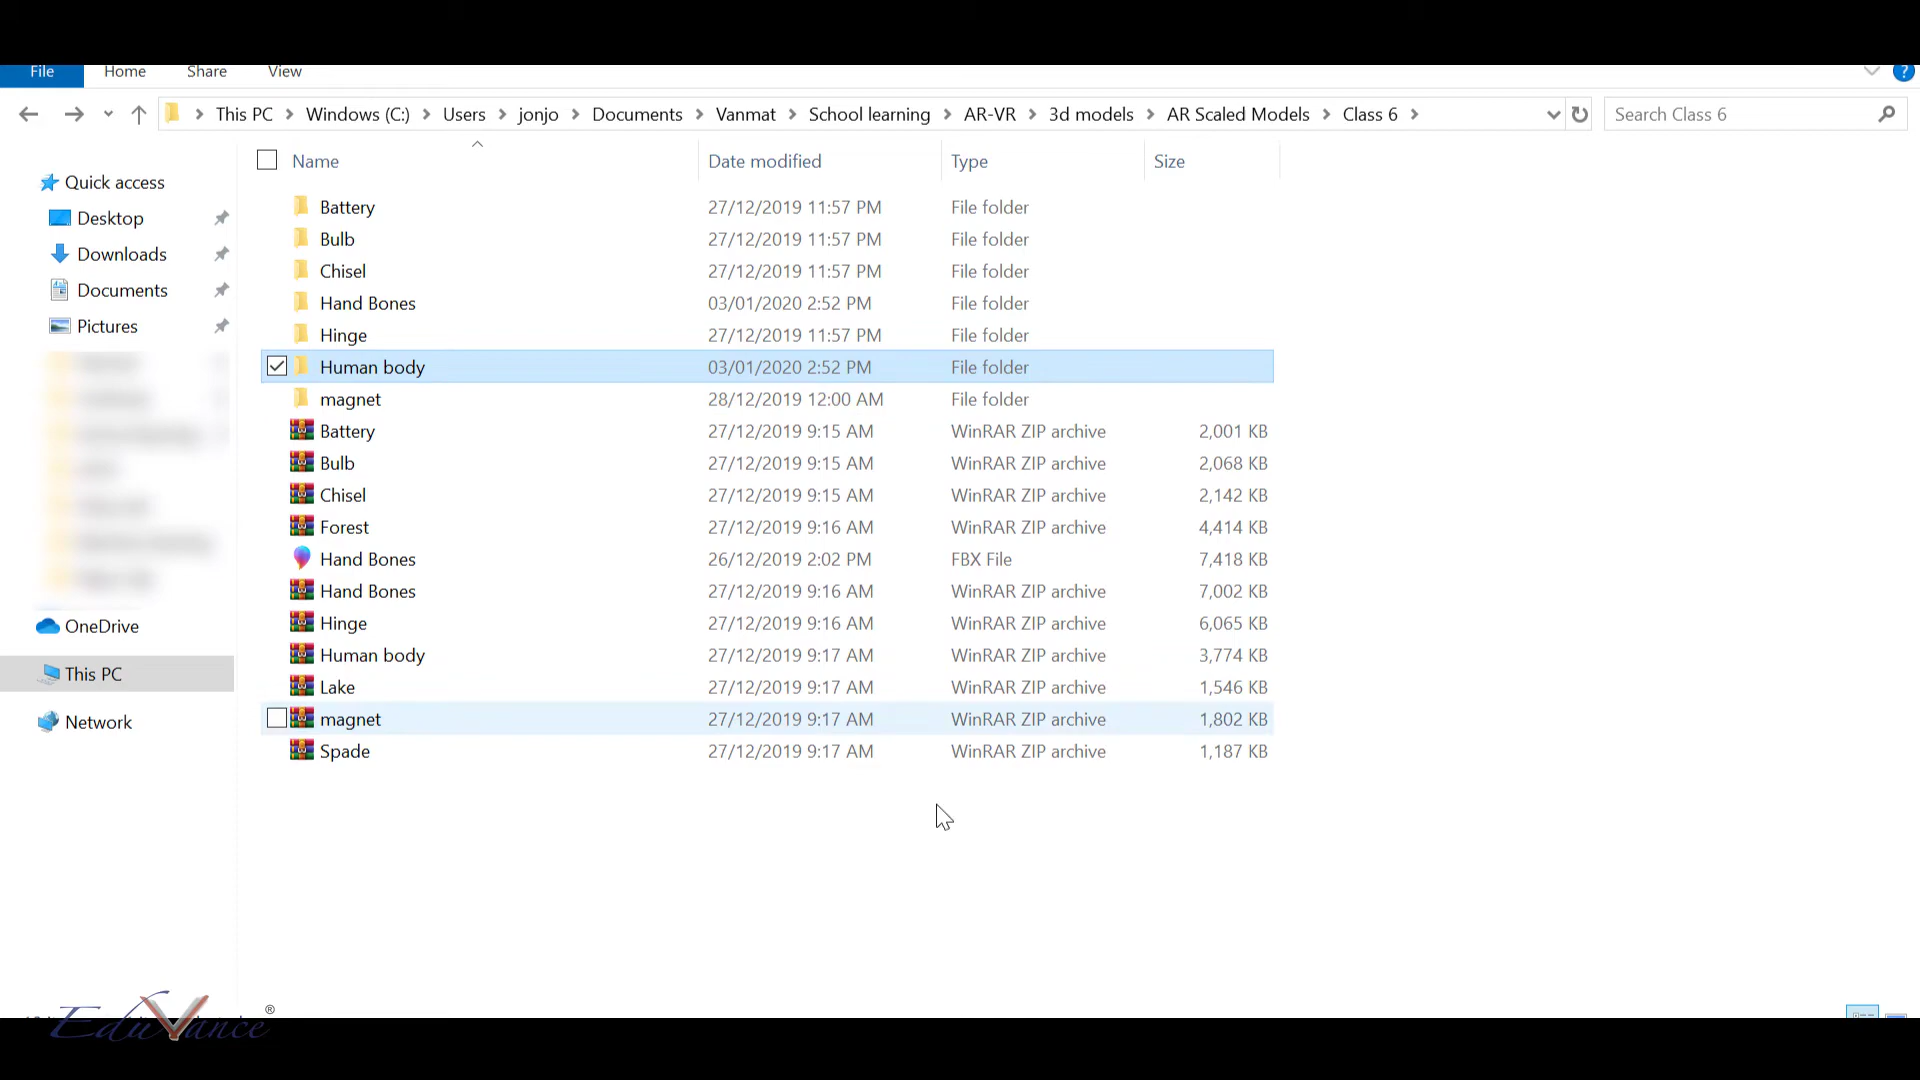 File Home Share View
This PC Windows (C:) Users jonjo Documents Vanmat School learning AR-VR 3d models AR Scaled Models Class 6 Search Class 6
Name Date modified Type Size
Quick access
Desktop
Downloads
Documents
Pictures
OneDrive
This PC
Network
Battery 27/12/2019 11:57 PM File folder
Bulb 27/12/2019 11:57 PM File folder
Chisel 27/12/2019 11:57 PM File folder
Hand Bones 03/01/2020 2:52 PM File folder
Hinge 27/12/2019 11:57 PM File folder
Human body 03/01/2020 2:52 PM File folder
magnet 28/12/2019 12:00 AM File folder
Battery 27/12/2019 9:15 AM WinRAR ZIP archive 2,001 KB
Bulb 27/12/2019 9:15 AM WinRAR ZIP archive 2,068 KB
Chisel 27/12/2019 9:15 AM WinRAR ZIP archive 2,142 KB
Forest 27/12/2019 9:16 AM WinRAR ZIP archive 4,414 KB
Hand Bones 26/12/2019 2:02 PM FBX File 7,418 KB
Hand Bones 27/12/2019 9:16 AM WinRAR ZIP archive 7,002 KB
Hinge 27/12/2019 9:16 AM WinRAR ZIP archive 6,065 KB
Human body 27/12/2019 9:17 AM WinRAR ZIP archive 3,774 KB
Lake 27/12/2019 9:17 AM WinRAR ZIP archive 1,546 KB
magnet 27/12/2019 9:17 AM WinRAR ZIP archive 1,802 KB
Spade 27/12/2019 9:17 AM WinRAR ZIP archive 1,187 KB
EduVance ®